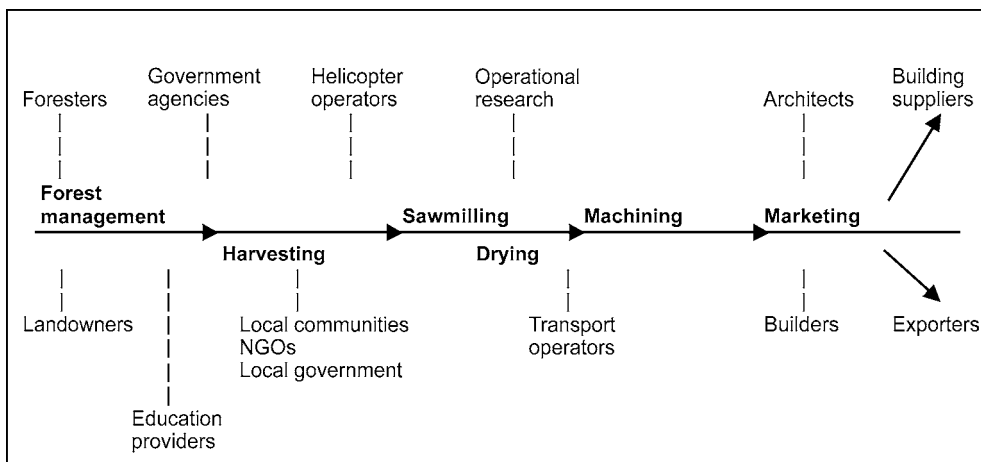 Foresters
Government
agencies
Helicopter
operators
Operational
research
Architects
Building
suppliers
Forest
management
Harvesting
Sawmilling
Drying
Machining
Marketing
Landowners
Education
providers
Local communities
NGOs
Local government
Transport
operators
Builders
Exporters